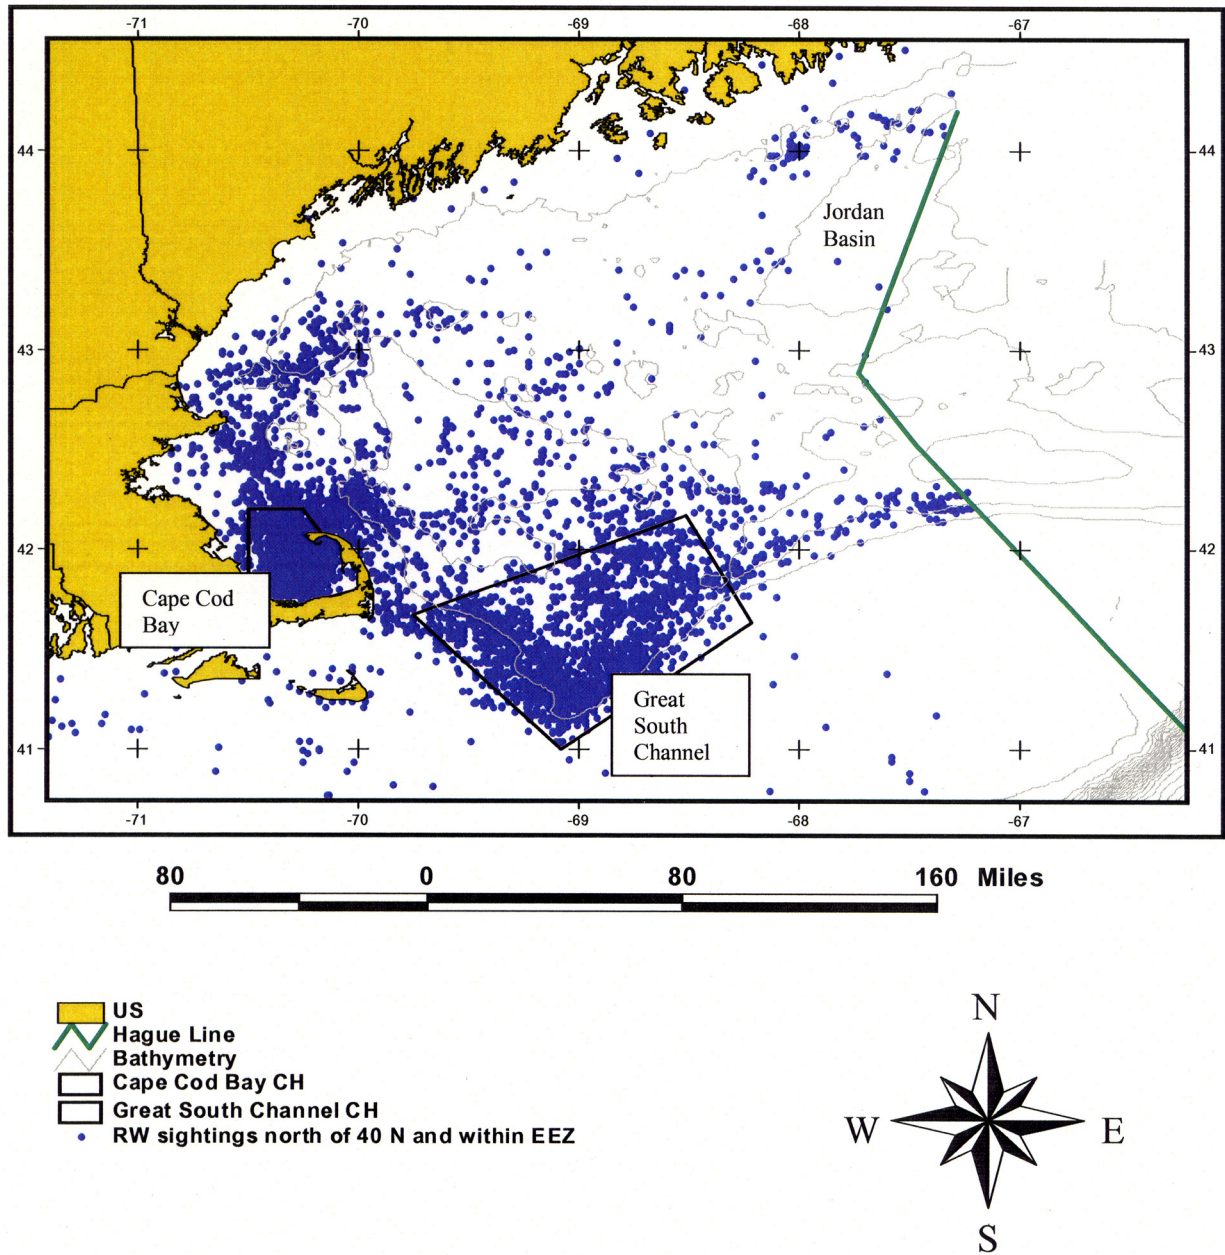 -71 -70 -69 -68 -67
44 44
Jordan
Basin
43 43
42 42
Cape Cod
Bay
Great
South
Channel
41 41
-71 -70 -69 -68 -67
80 0 80 160 Miles
US
Hague Line
Bathymetry
Cape Cod Bay CH
Great South Channel CH
RW sightings north of 40 N and within EEZ
N
W E
S